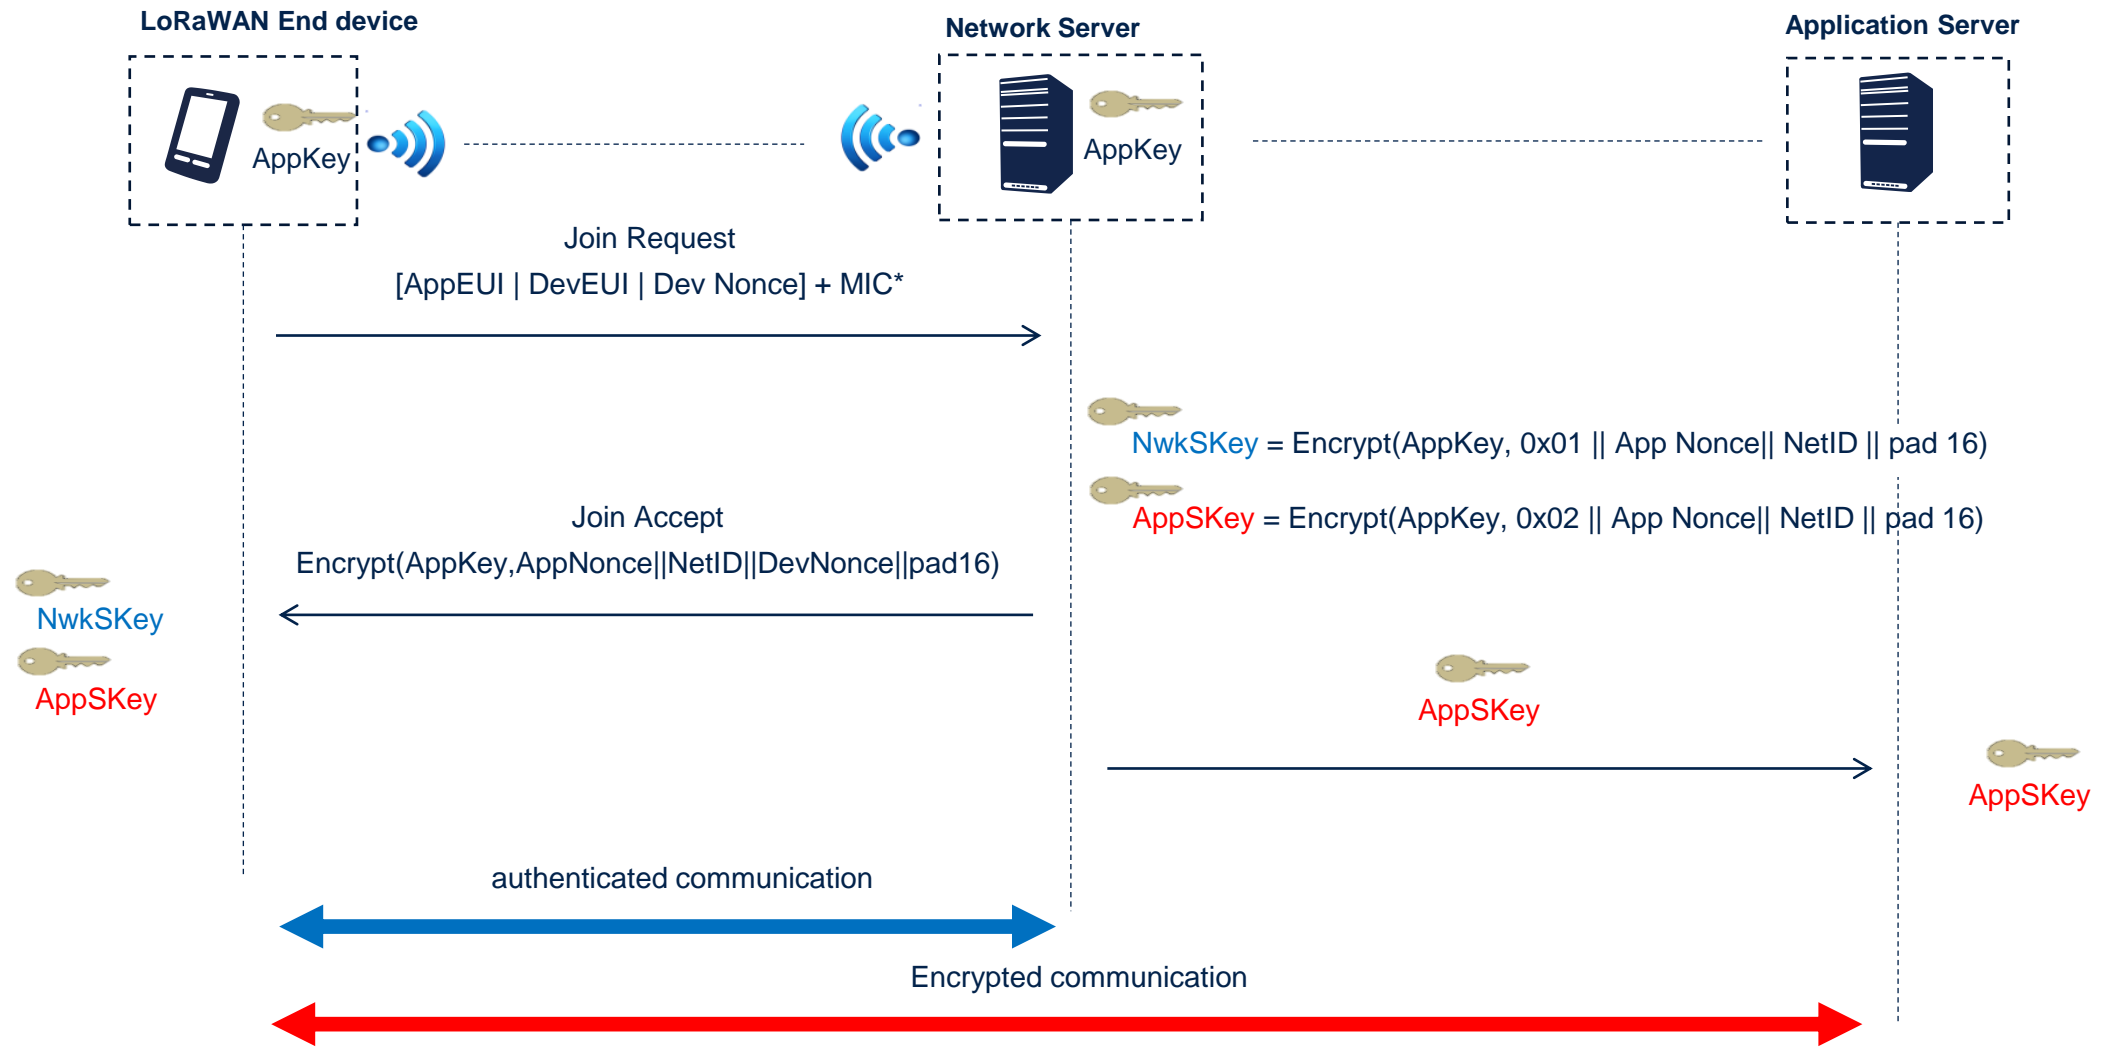 LoRaWAN End device
Network Server
Application Server
AppKey
AppKey
Join Request
[AppEUI | DevEUI | Dev Nonce] + MIC*
NwkSKey = Encrypt(AppKey, 0x01 || App Nonce|| NetID || pad 16)
AppSKey = Encrypt(AppKey, 0x02 || App Nonce|| NetID || pad 16)
Join Accept
Encrypt(AppKey,AppNonce||NetID||DevNonce||pad16)
NwkSKey
AppSKey
AppSKey
AppSKey
authenticated communication
Encrypted communication